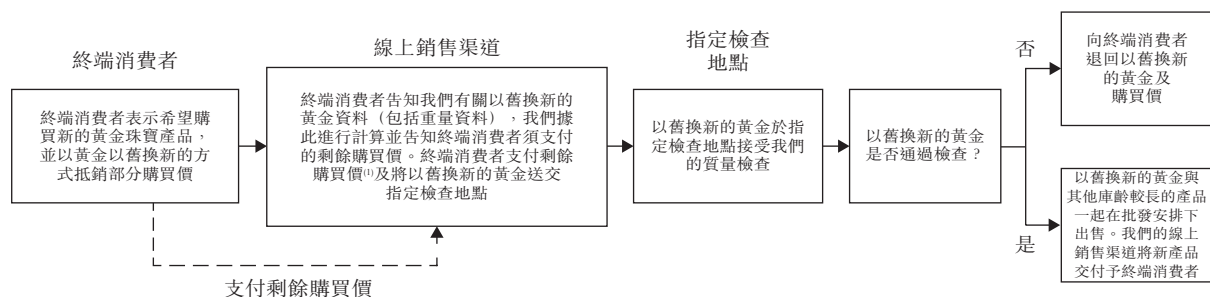 終端消費者
終端消費者表示希望購
買新的黃金珠寶產品，
並以黃金以舊換新的方
式抵銷部分購買價
線上銷售渠道
終端消費者告知我們有關以舊換新的
黃金資料（包括重量資料），我們據
此進行計算並告知終端消費者須支付
的剩餘購買價。終端消費者支付剩餘
購買價(1)及將以舊換新的黃金送交
指定檢查地點
支付剩餘購買價
指定檢查
地點
以舊換新的黃金於指
定檢查地點接受我們
的質量檢查
以舊換新的黃金
是否通過檢查？
否
向終端消費者
退回以舊換新
的黃金及
購買價
是
以舊換新的黃金與
其他庫齡較長的產品
一起在批發安排下
出售。我們的線上
銷售渠道將新產品
交付予終端消費者